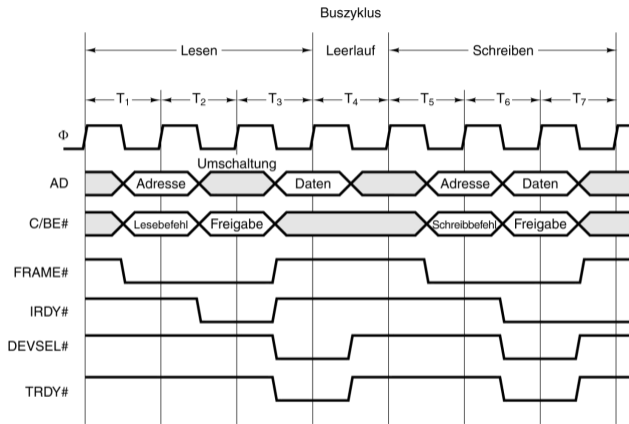 Buszyklus
Lesen Leerlauf Schreiben
T1 T2 T3 T4 T5 T6 T7
Φ
Umschaltung
AD Adresse Daten Adresse Daten
C/BE# Lesebefehl Freigabe Schreibbefehl Freigabe
FRAME#
IRDY#
DEVSEL#
TRDY#